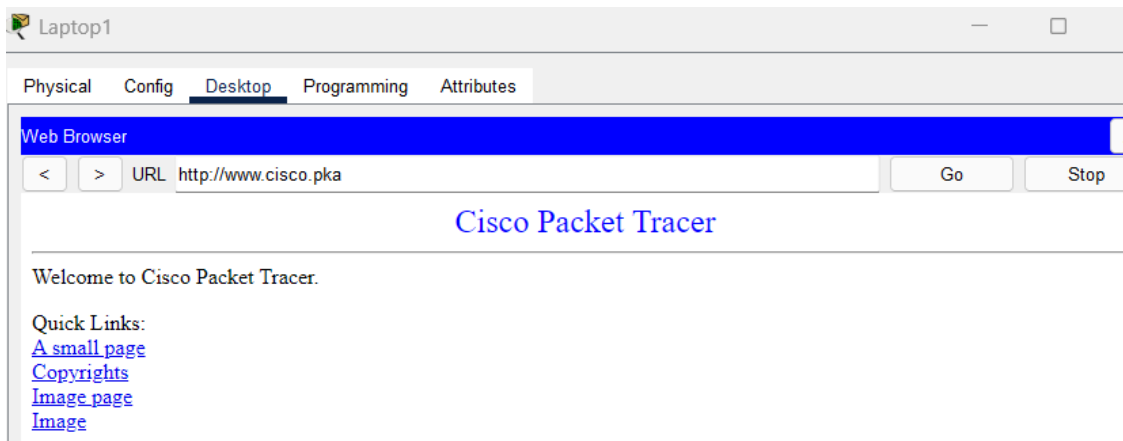 Laptop1
Physical Config Desktop Programming Attributes
Web Browser
< > URL http://www.cisco.pka Go Stop
Cisco Packet Tracer
Welcome to Cisco Packet Tracer.
Quick Links:
A small page
Copyrights
Image page
Image